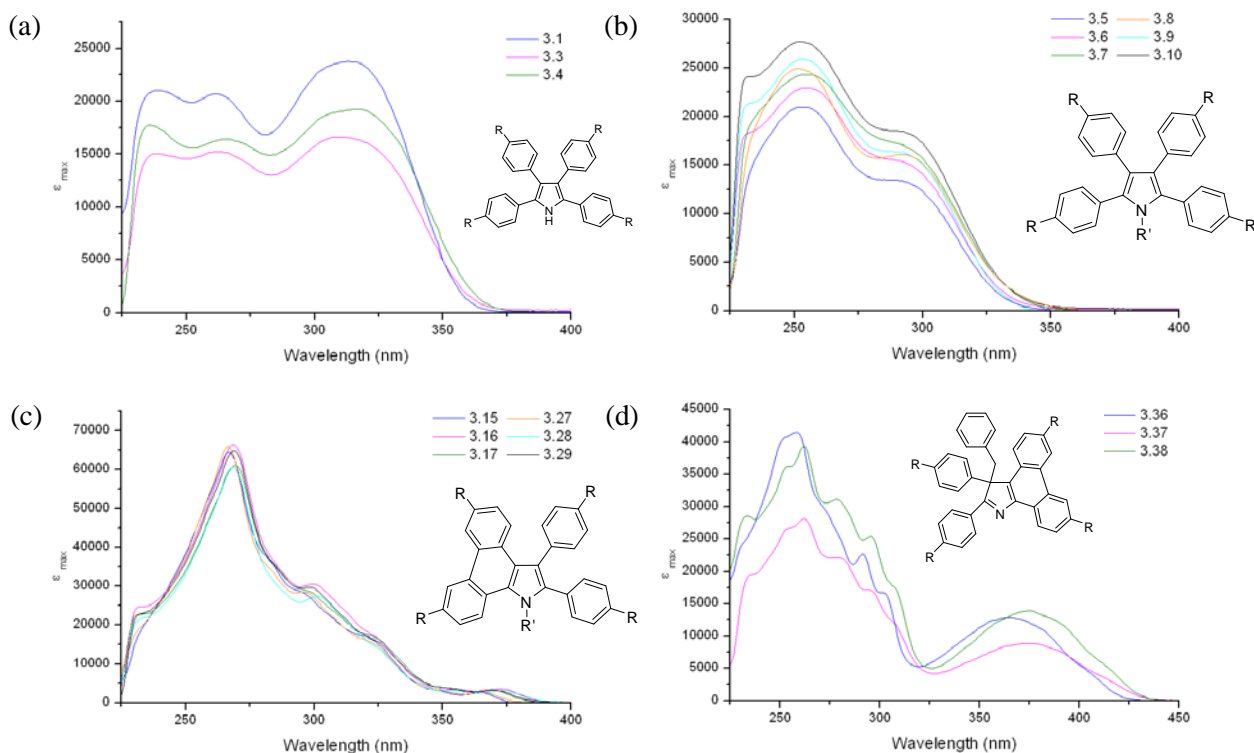 (a)
25000
20000
15000
10000
5000
0
ε max
250 300 350 400
Wavelength (nm)
3.1
3.3
3.4
R R
R N H R
(b)
30000
25000
20000
15000
10000
5000
0
ε max
250 300 350 400
Wavelength (nm)
3.5 3.8
3.6 3.9
3.7 3.10
R R
R N R
R'
(c)
70000
60000
50000
40000
30000
20000
10000
0
ε max
250 300 350 400
Wavelength (nm)
3.15 3.27
3.16 3.28
3.17 3.29
R R
R N R
R'
(d)
45000
40000
35000
30000
25000
20000
15000
10000
5000
0
ε max
250 300 350 400 450
Wavelength (nm)
3.36
3.37
3.38
R
R
N R
R